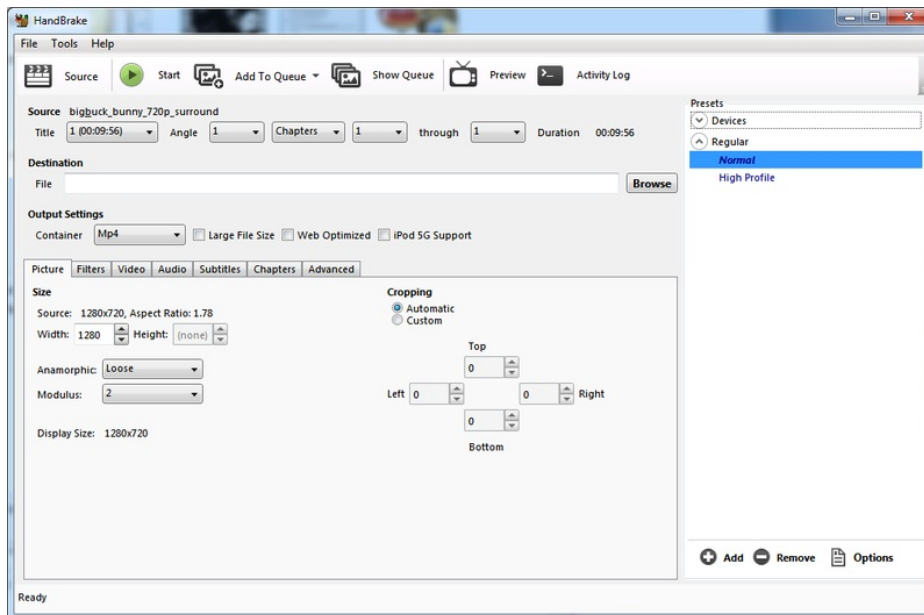 HandBrake
File Tools Help
Source Start Add To Queue Show Queue Preview Activity Log
Source bigbuck_bunny_720p_surround
Title 1 (00:09:56) Angle 1 Chapters 1 through 1 Duration 00:09:56
Destination
File Browse
Output Settings
Container Mp4 Large File Size Web Optimized iPod 5G Support
Picture Filters Video Audio Subtitles Chapters Advanced
Size
Source: 1280x720, Aspect Ratio: 1.78
Width: 1280 Height: (none)
Anamorphic: Loose
Modulus: 2
Display Size: 1280x720
Cropping
Automatic
Custom
Top
0
Left 0 0 Right
0
Bottom
Presets
Devices
Regular
Normal
High Profile
Add Remove Options
Ready